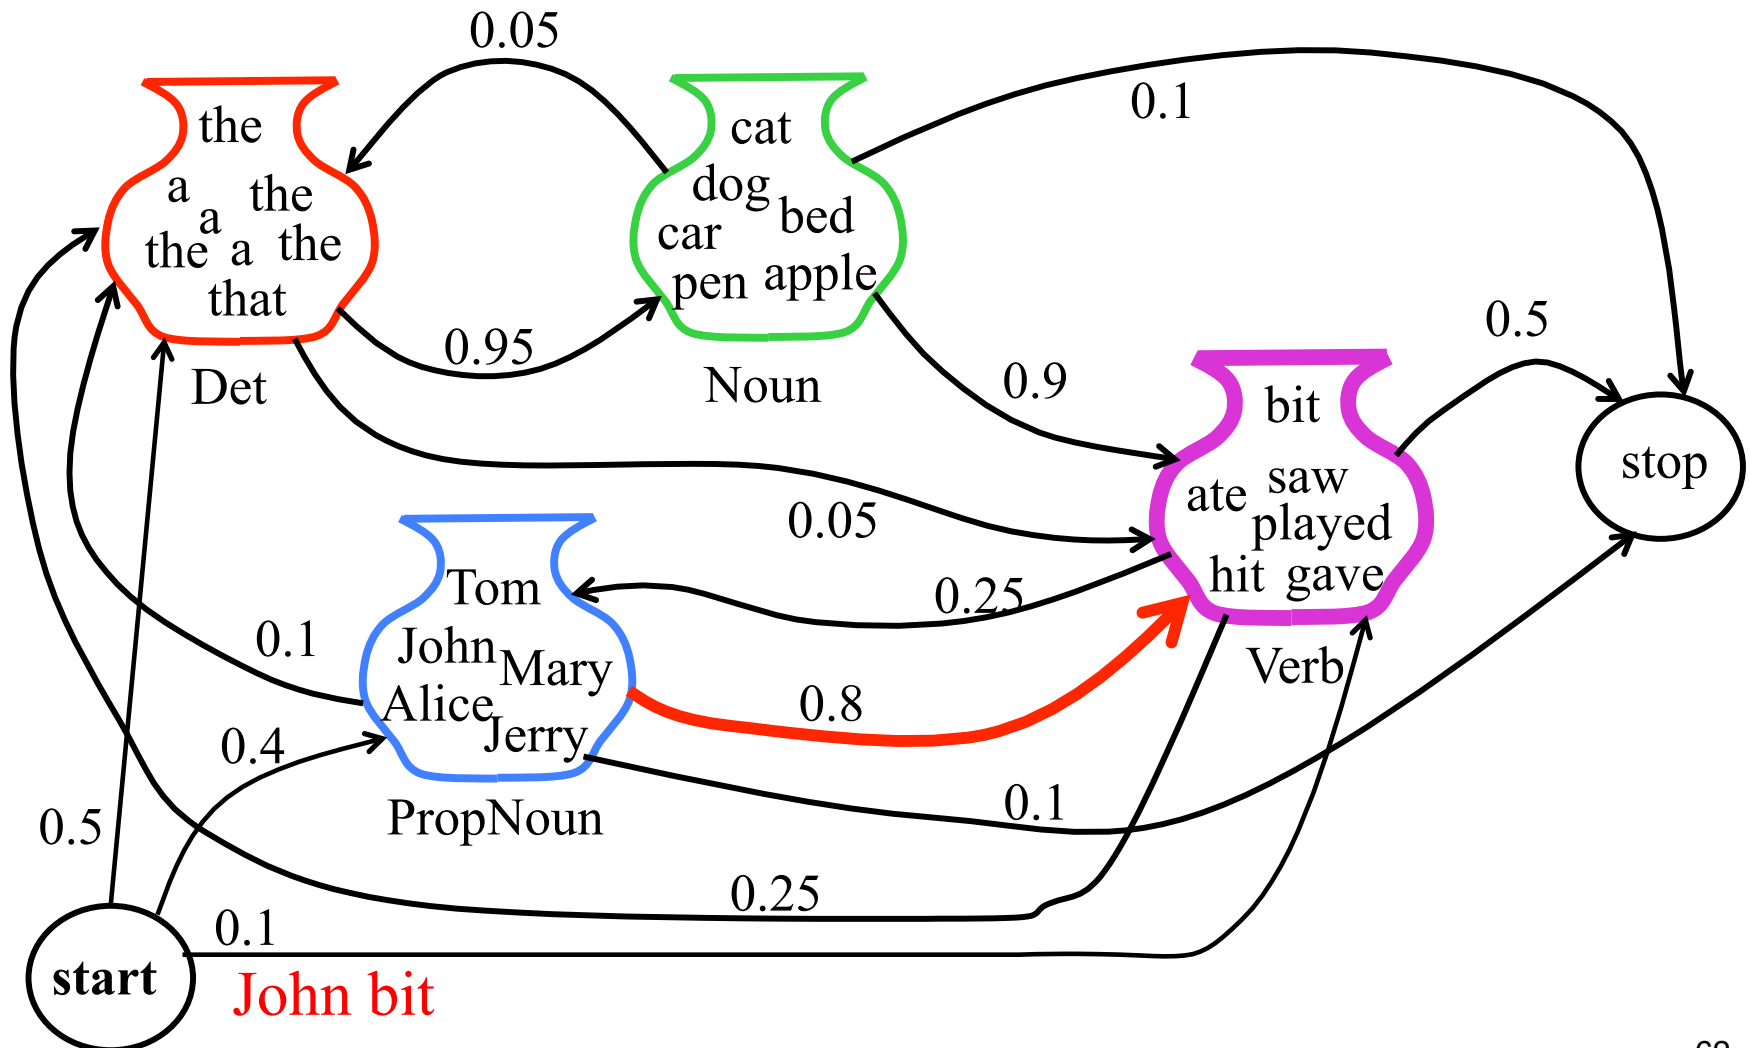 0.05
0.1
the
a the
a
the a the
that
Det
cat
dog
bed
car
pen apple
Noun
0.95
0.9
0.5
bit
saw
ate
played
hit gave
Verb
stop
0.05
0.25
Tom
John
Mary
Alice
Jerry
PropNoun
0.1
0.8
0.4
0.1
0.5
0.25
0.1
start
John bit